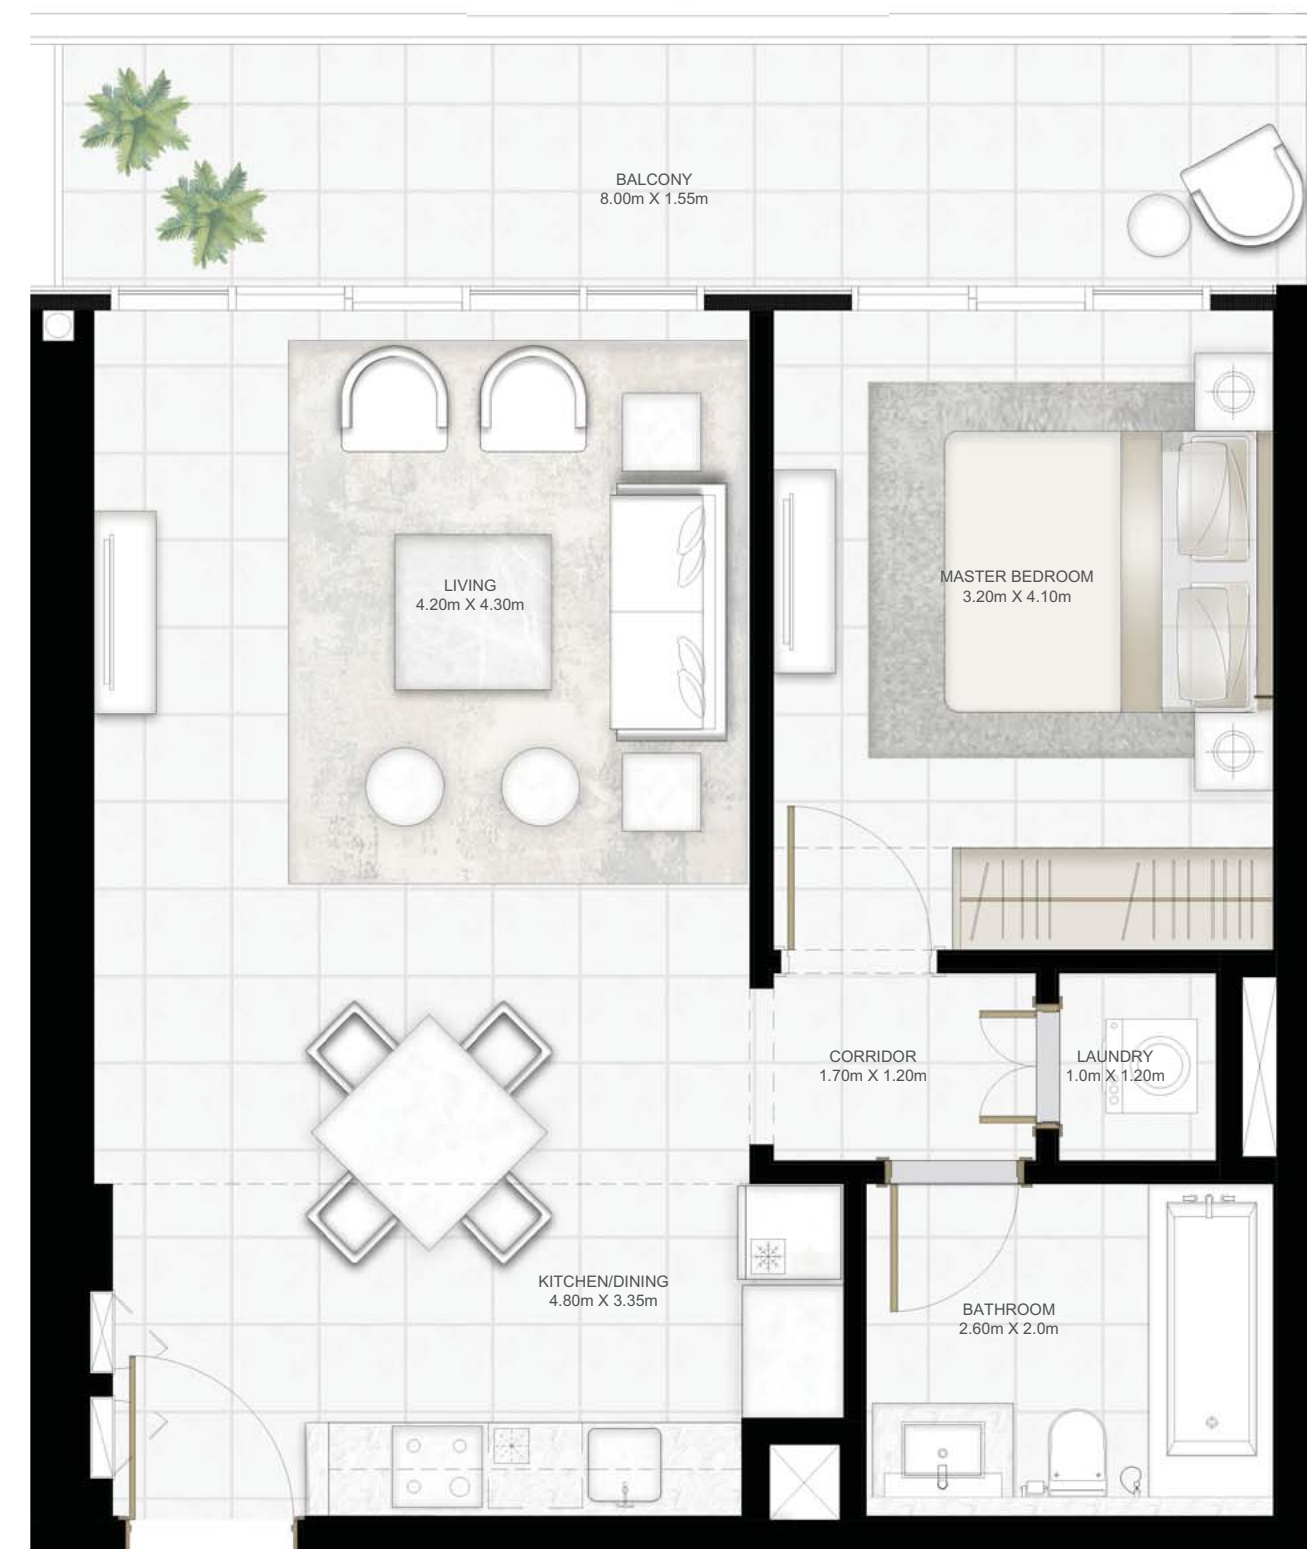 BALCONY
8.00m X 1.55m
LIVING
4.20m X 4.30m
MASTER BEDROOM
3.20m X 4.10m
CORRIDOR
1.70m X 1.20m
LAUNDRY
1.0m X 1.20m
KITCHEN/DINING
4.80m X 3.35m
BATHROOM
2.60m X 2.0m